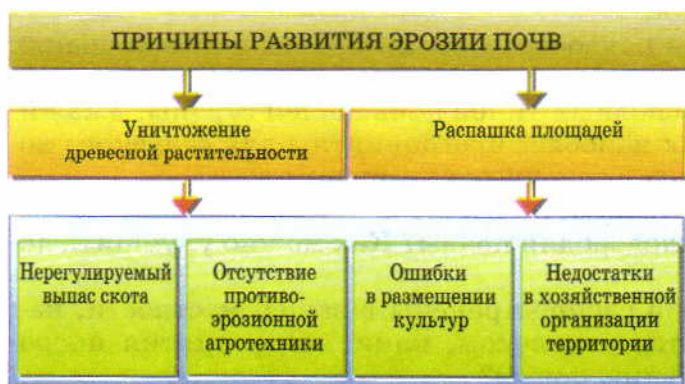 ПРИЧИНЫ РАЗВИТИЯ ЭРОЗИИ ПОЧВ
Уничтожение
древесной растительности
Распашка площадей
Нерегулируемый
выпас скота
Отсутствие
противо-
эрозионной
агротехники
Ошибки
в размещении
культур
Недостатки
в хозяйственной
организации
территории